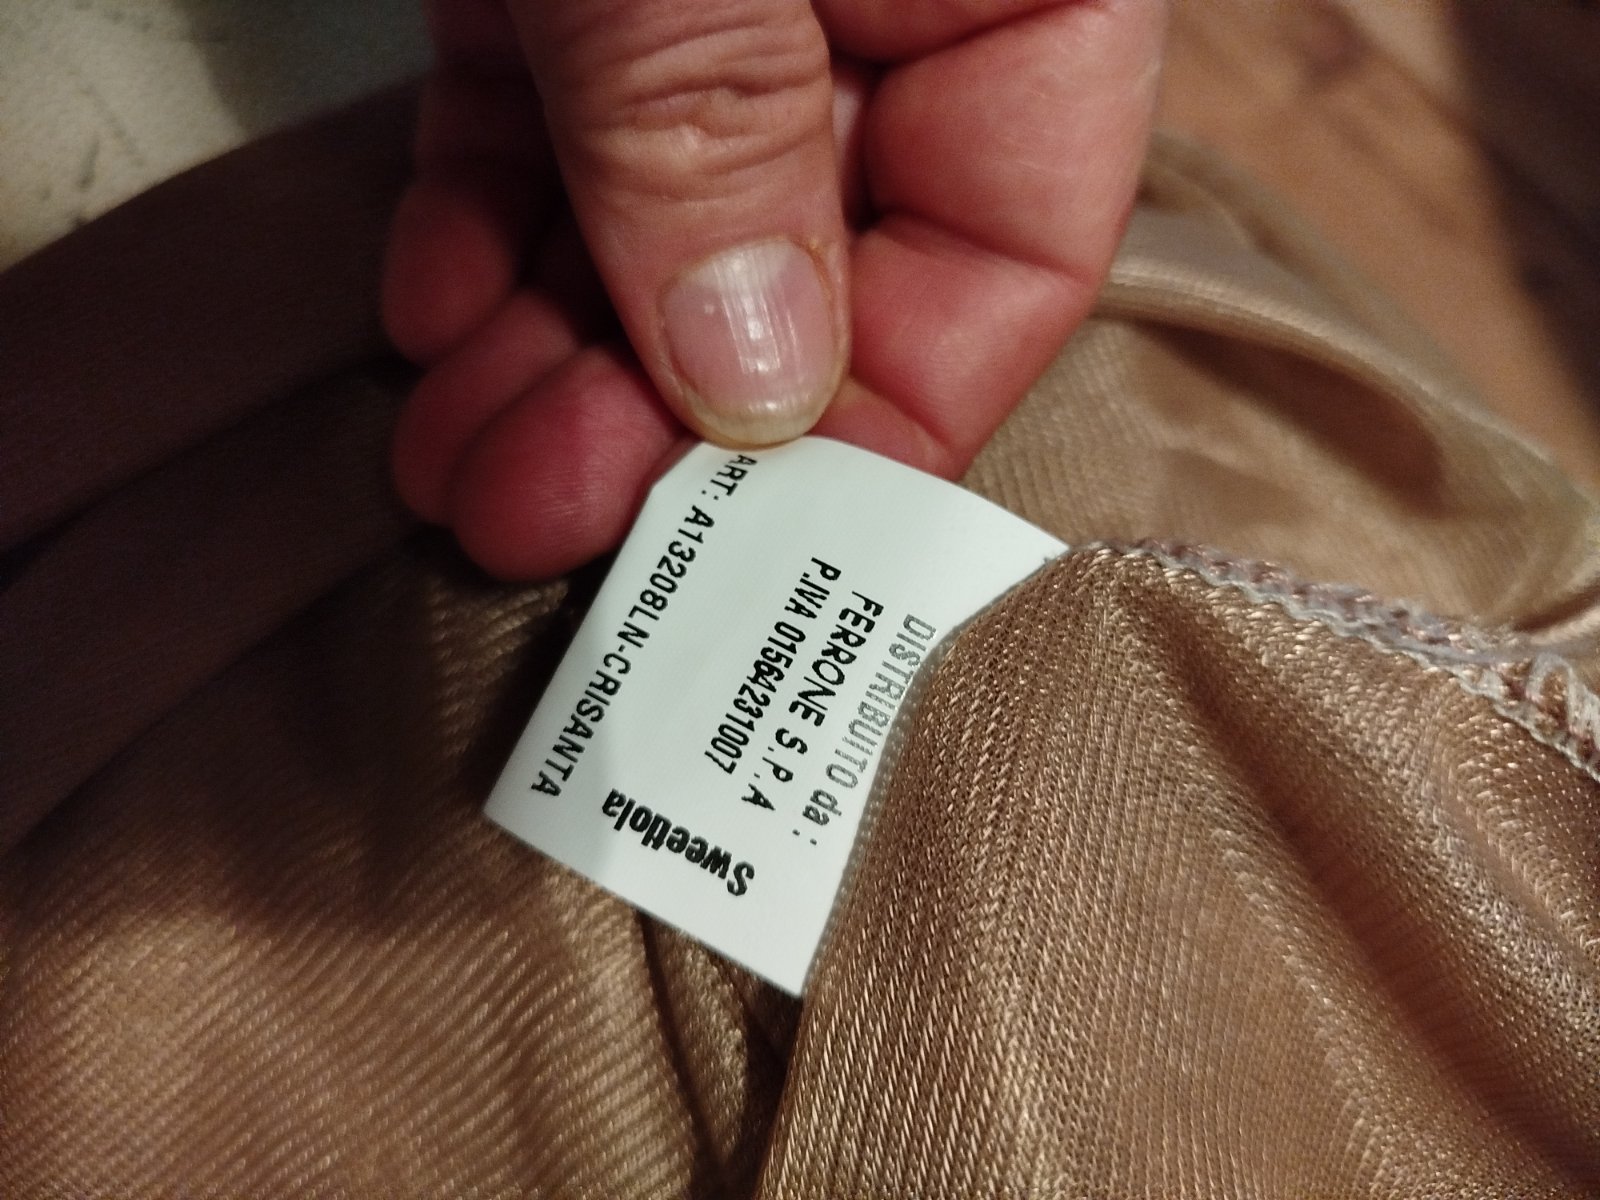 DISTRIBUITO da :
FERRONE S.P.A
P.IVA 01564231007
ART: A13208LN-CRISANTA
Sweetlola